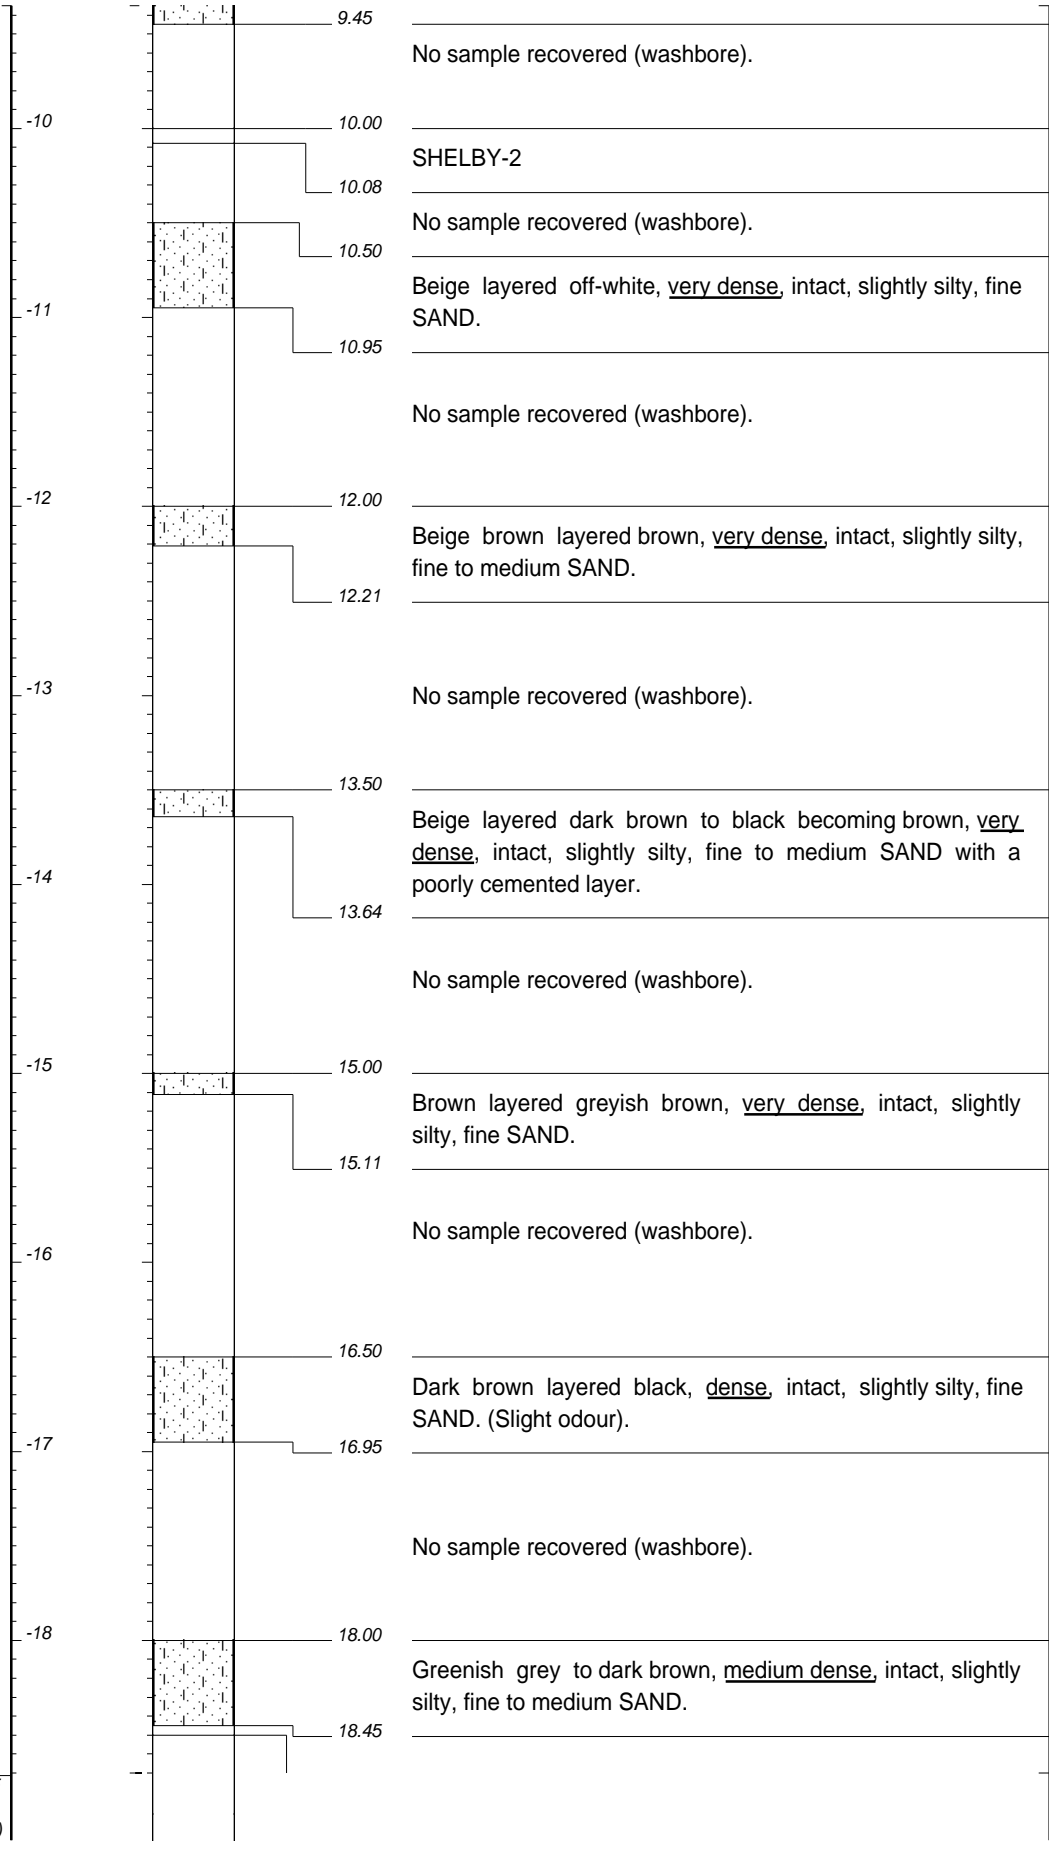 9.45
No sample recovered (washbore).
-10
10.00
SHELBY-2
10.08
No sample recovered (washbore).
10.50
Beige layered off-white, very dense, intact, slightly silty, fine
SAND.
-11
10.95
No sample recovered (washbore).
-12
12.00
Beige brown layered brown, very dense, intact, slightly silty,
fine to medium SAND.
12.21
-13
No sample recovered (washbore).
13.50
Beige layered dark brown to black becoming brown, very
dense, intact, slightly silty, fine to medium SAND with a
poorly cemented layer.
-14
13.64
No sample recovered (washbore).
-15
15.00
Brown layered greyish brown, very dense, intact, slightly
silty, fine SAND.
15.11
No sample recovered (washbore).
-16
16.50
Dark brown layered black, dense, intact, slightly silty, fine
SAND. (Slight odour).
-17
16.95
No sample recovered (washbore).
-18
18.00
Greenish grey to dark brown, medium dense, intact, slightly
silty, fine to medium SAND.
18.45